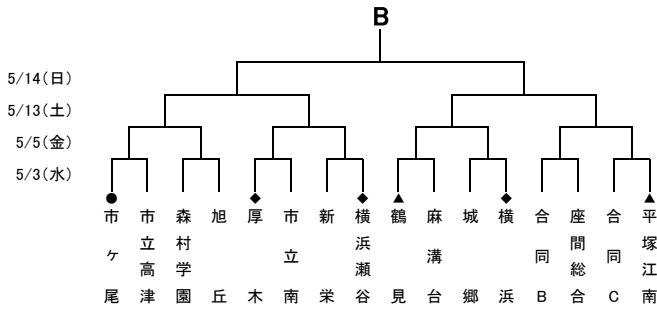 B
5/14(日)
5/13(土)
5/5(金)
5/3(水)
● ◆ ◆ ▲ ◆ ▲
市ヶ尾
市立高津
森村学園
旭丘
厚木
市立南
新栄
横浜瀬谷
鶴見
麻溝台
城郷
横浜
合同B
座間総合
合同C
平塚江南